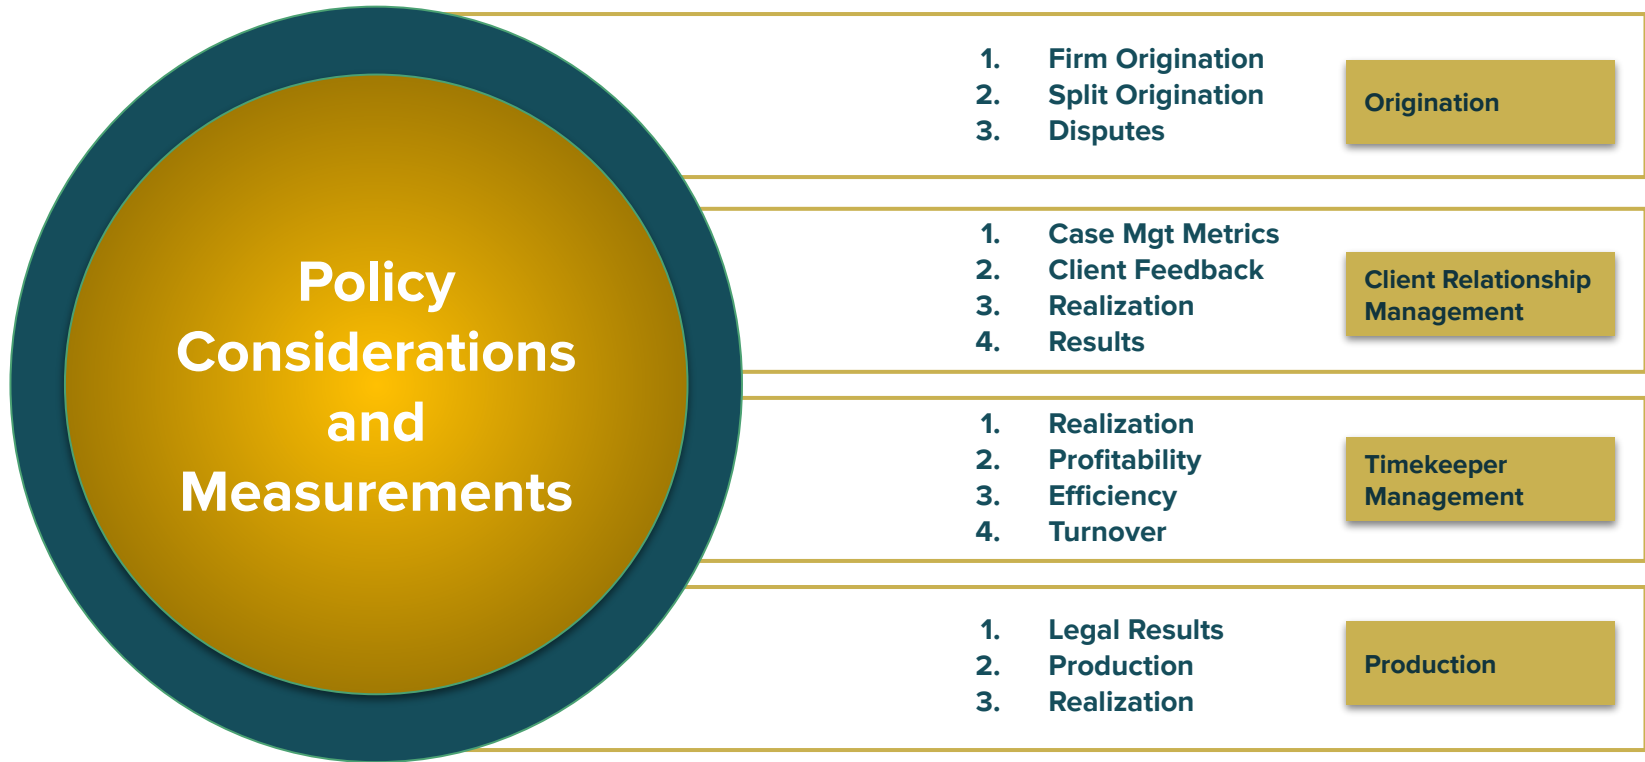 Policy
Considerations
and
Measurements
1. Firm Origination
2. Split Origination
3. Disputes
Origination
1. Case Mgt Metrics
2. Client Feedback
3. Realization
4. Results
Client Relationship
Management
1. Realization
2. Profitability
3. Efficiency
4. Turnover
Timekeeper
Management
1. Legal Results
2. Production
3. Realization
Production